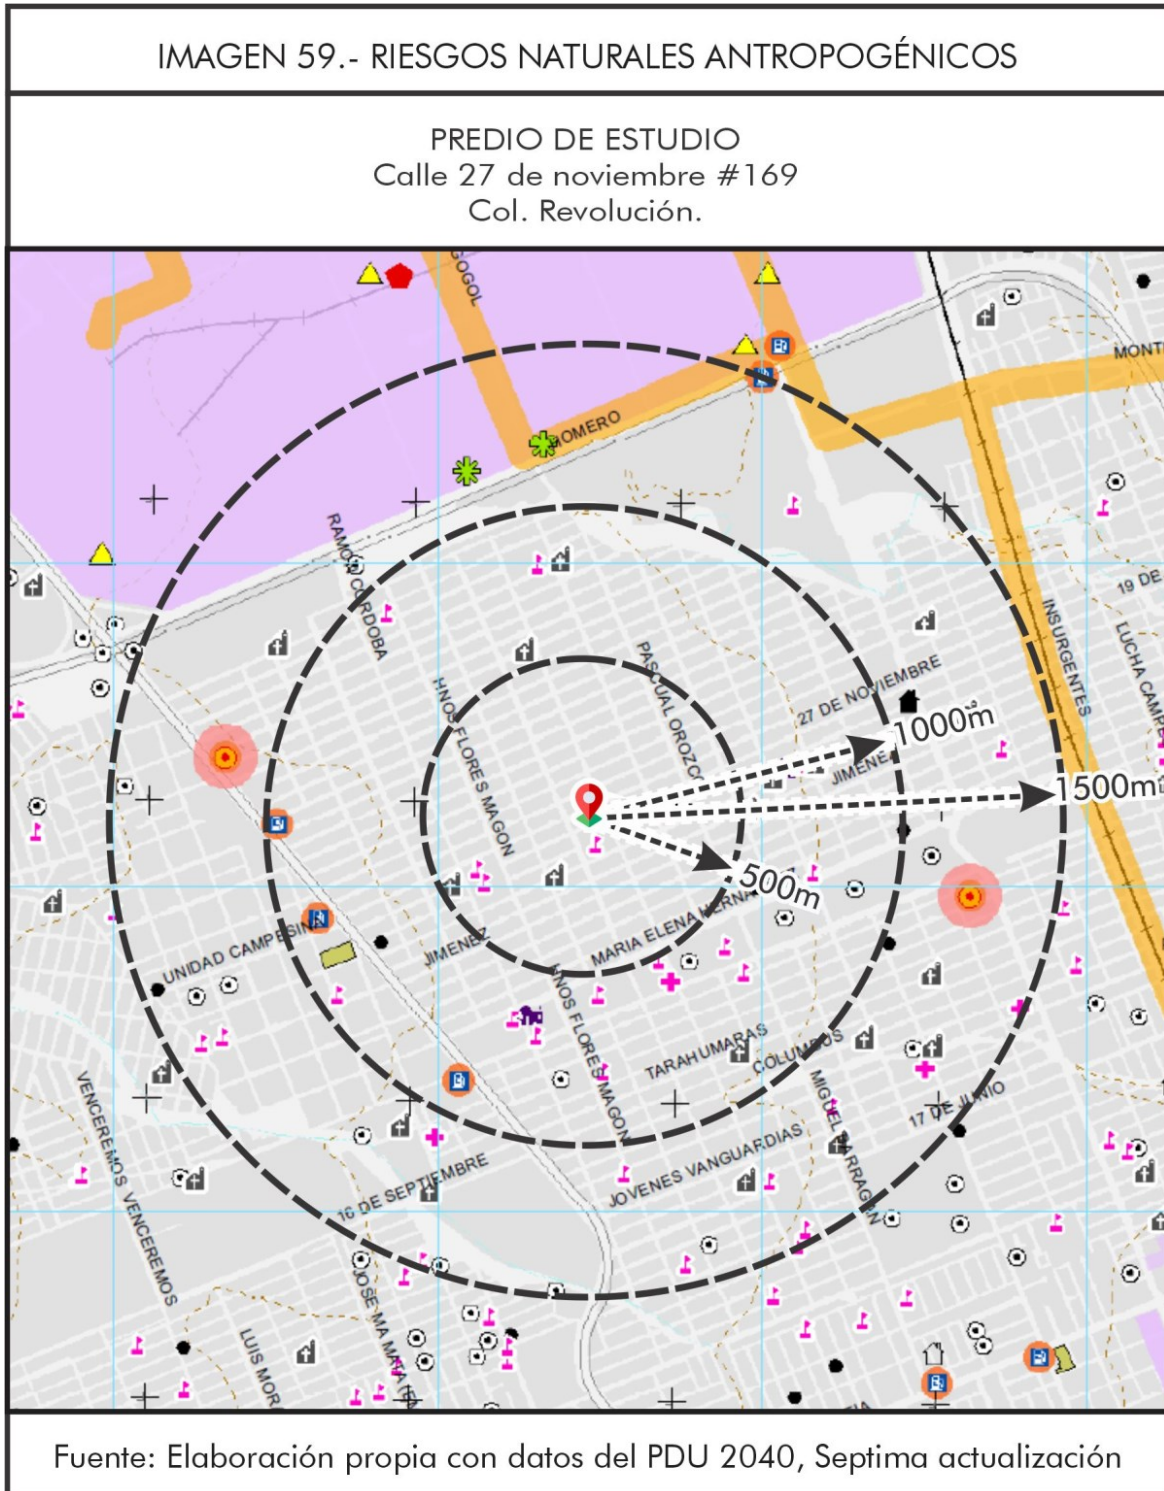 IMAGEN 59.- RIESGOS NATURALES ANTROPOGÉNICOS
PREDIO DE ESTUDIO
Calle 27 de noviembre #169
Col. Revolución.
GOGOL
MONT
HOMERO
RAMON CORDOBA
19 DE
INSURGENTES
LUCHA CAMPE
PASCUAL OROZCO
27 DE NOVIEMBRE
HNOS FLORES MAGON
1000m
JIMENEZ
1500m
500m
MARIA ELENA HERNA
UNIDAD CAMPESINA
JIMENEZ
HNOS FLORES MAGON
TARAHUMARAS
COLUMBUS
MIGUEL BARRAGAN
17 DE JUNIO
VENCEREMOS VENCEREMOS
JOVENES VANGUARDIAS
16 DE SEPTIEMBRE
JOSE MA MATA
LUIS MOR
Fuente: Elaboración propia con datos del PDU 2040, Septima actualización